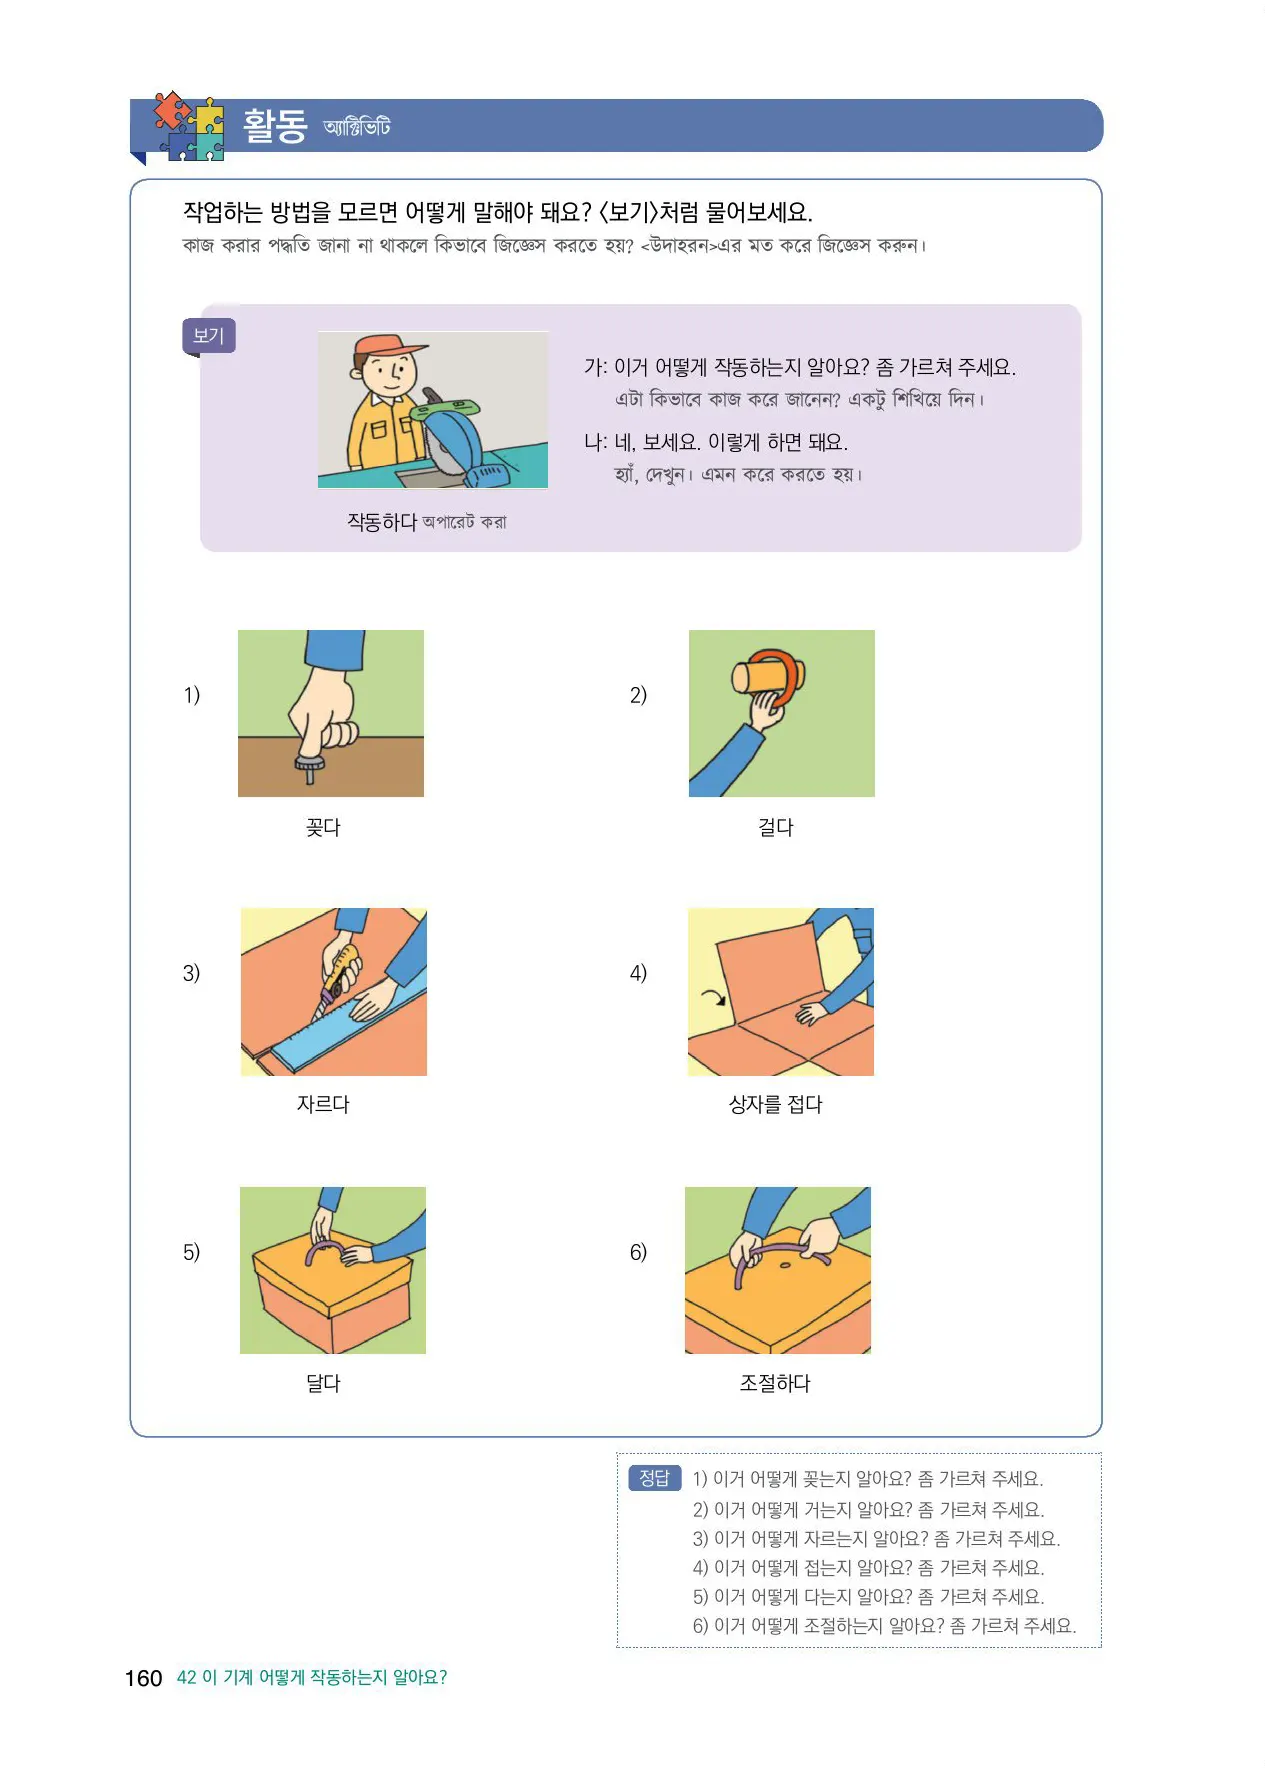 활동 অ্যাক্টিভিটি
작업하는 방법을 모르면 어떻게 말해야 돼요? 〈보기〉처럼 물어보세요.
কাজ করার পদ্ধতি জানা না থাকলে কিভাবে জিজ্ঞেস করতে হয়? <উদাহরন>এর মত করে জিজ্ঞেস করুন।
보기
가: 이거 어떻게 작동하는지 알아요? 좀 가르쳐 주세요.
এটা কিভাবে কাজ করে জানেন? একটু শিখিয়ে দিন।
나: 네, 보세요. 이렇게 하면 돼요.
হ্যাঁ, দেখুন। এমন করে করতে হয়।
작동하다 অপারেট করা
1)
꽂다
2)
걸다
3)
자르다
4)
상자를 접다
5)
달다
6)
조절하다
정답 1) 이거 어떻게 꽂는지 알아요? 좀 가르쳐 주세요.
2) 이거 어떻게 거는지 알아요? 좀 가르쳐 주세요.
3) 이거 어떻게 자르는지 알아요? 좀 가르쳐 주세요.
4) 이거 어떻게 접는지 알아요? 좀 가르쳐 주세요.
5) 이거 어떻게 다는지 알아요? 좀 가르쳐 주세요.
6) 이거 어떻게 조절하는지 알아요? 좀 가르쳐 주세요.
160 42 이 기계 어떻게 작동하는지 알아요?